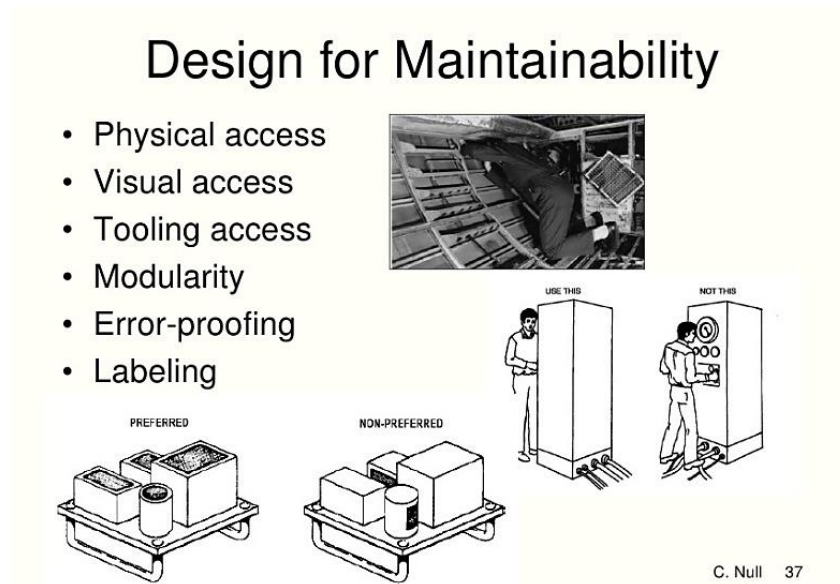 Design for Maintainability
• Physical access
• Visual access
• Tooling access
• Modularity
• Error-proofing
• Labeling
USE THIS
NOT THIS
PREFERRED
NON-PREFERRED
C. Null 37